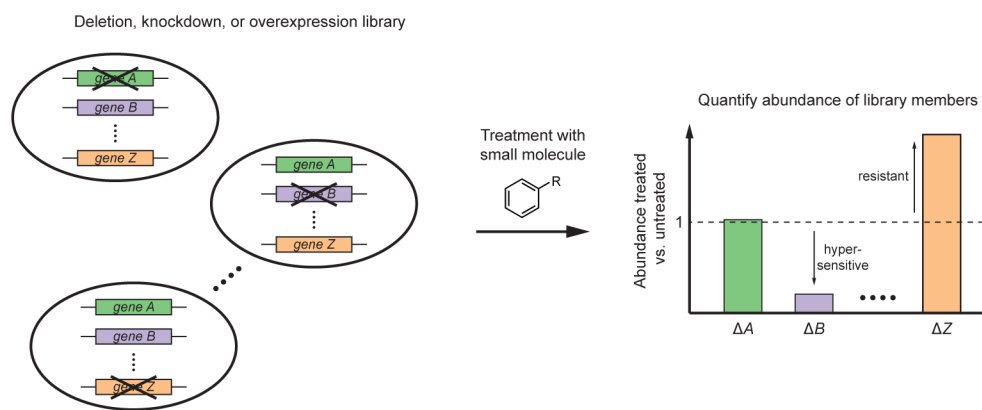 Deletion, knockdown, or overexpression library
gene A
gene B
gene Z
gene A
gene B
gene Z
gene A
gene B
gene Z
Treatment with
small molecule
R
Quantify abundance of library members
Abundance treated
vs. untreated
1
resistant
hyper-
sensitive
ΔA
ΔB
ΔZ